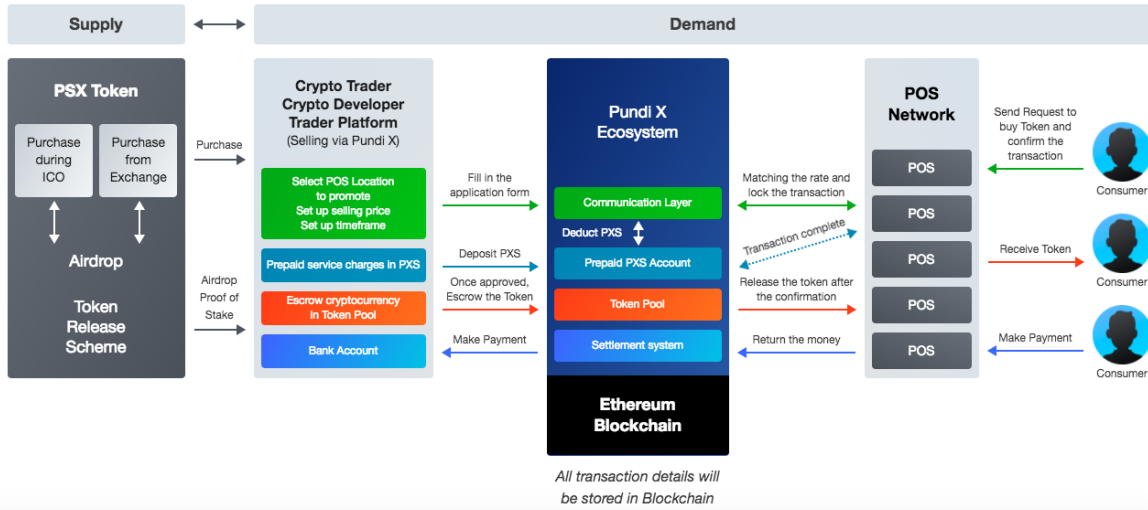 Supply
Demand
PSX Token
Purchase
during
ICO
Purchase
from
Exchange
Airdrop
Token
Release
Scheme
Purchase
Airdrop
Proof of
Stake
Crypto Trader
Crypto Developer
Trader Platform
(Selling via Pundi X)
Select POS Location
to promote
Set up selling price
Set up timeframe
Prepaid service charges in PXS
Escrow cryptocurrency
in Token Pool
Bank Account
Fill in the
application form
Deposit PXS
Once approved,
Escrow the Token
Make Payment
Pundi X
Ecosystem
Communication Layer
Deduct PXS
Prepaid PXS Account
Token Pool
Settlement system
Ethereum
Blockchain
All transaction details will
be stored in Blockchain
Matching the rate and
lock the transaction
Transaction complete
Release the token after
the confirmation
Return the money
POS
Network
POS
POS
POS
POS
POS
Send Request to
buy Token and
confirm the
transaction
Receive Token
Make Payment
Consumer
Consumer
Consumer